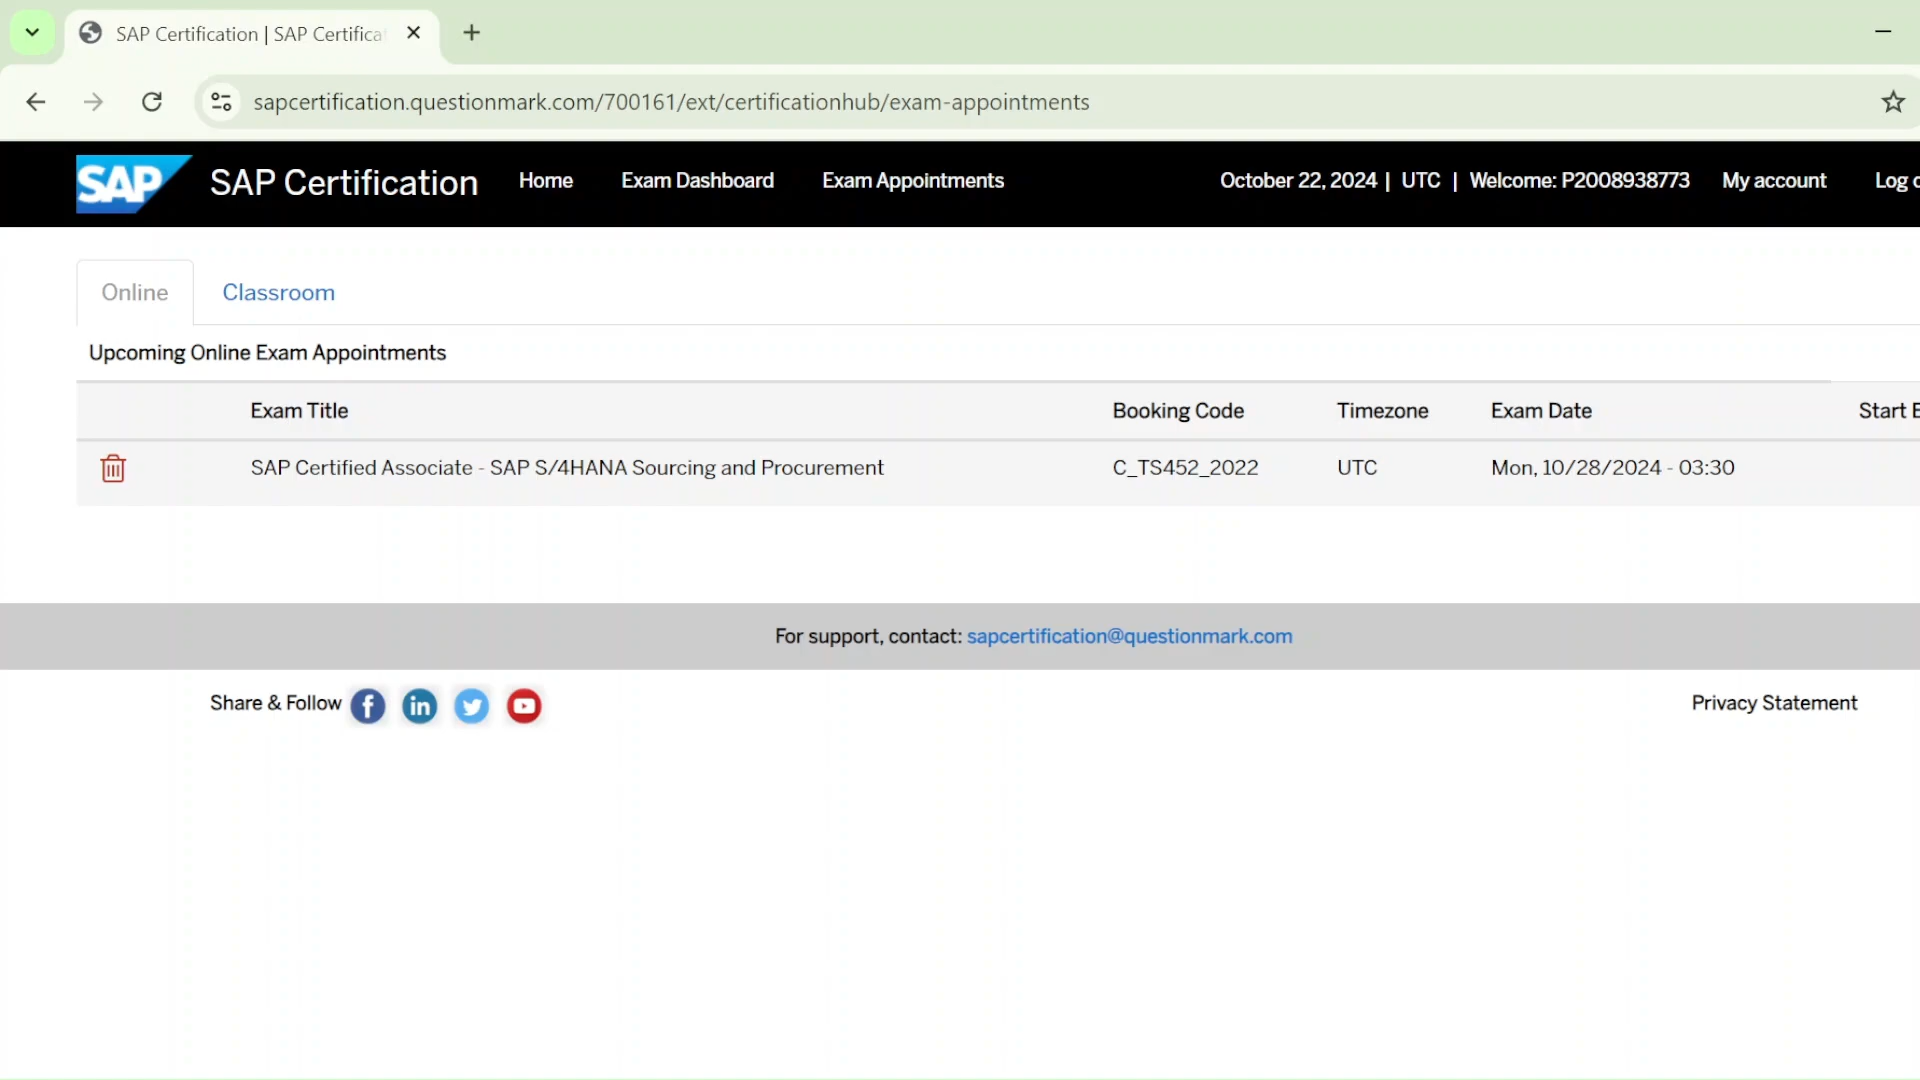 SAP Certification | SAP Certifica
sapcertification.questionmark.com/700161/ext/certificationhub/exam-appointments
SAP SAP Certification Home Exam Dashboard Exam Appointments October 22, 2024 | UTC | Welcome: P2008938773 My account Log
Online Classroom
Upcoming Online Exam Appointments
Exam Title Booking Code Timezone Exam Date Start
SAP Certified Associate - SAP S/4HANA Sourcing and Procurement C_TS452_2022 UTC Mon, 10/28/2024 - 03:30
For support, contact: sapcertification@questionmark.com
Share & Follow f in Privacy Statement